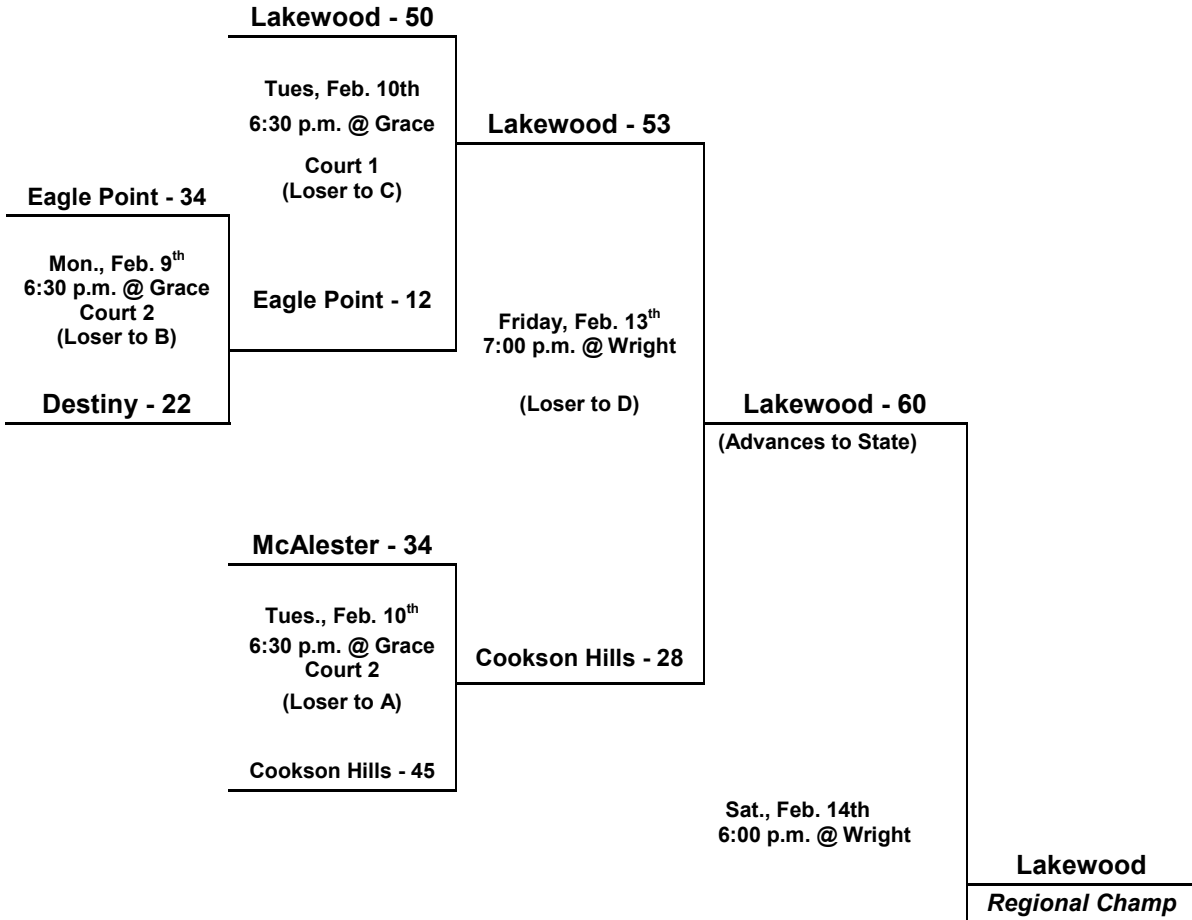 Lakewood - 50
Tues, Feb. 10th
6:30 p.m. @ Grace
Court 1
(Loser to C)
Lakewood - 53
Eagle Point - 34
Mon., Feb. 9th
6:30 p.m. @ Grace
Court 2
(Loser to B)
Eagle Point - 12
Destiny - 22
Friday, Feb. 13th
7:00 p.m. @ Wright
(Loser to D)
Lakewood - 60
(Advances to State)
McAlester - 34
Tues., Feb. 10th
6:30 p.m. @ Grace
Court 2
(Loser to A)
Cookson Hills - 28
Cookson Hills - 45
Sat., Feb. 14th
6:00 p.m. @ Wright
Lakewood
Regional Champ